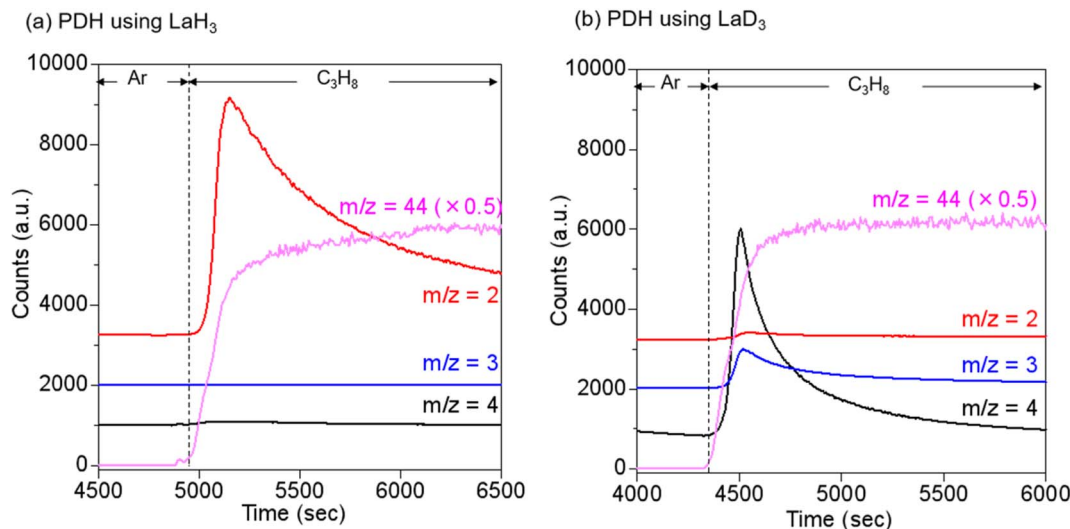 (a) PDH using LaH₃
10000
8000
6000
4000
2000
0
Counts (a.u.)
Ar
C₃H₈
m/z = 44 (×0.5)
m/z = 2
m/z = 3
m/z = 4
4500 5000 5500 6000 6500
Time (sec)
(b) PDH using LaD₃
10000
8000
6000
4000
2000
0
Counts (a.u.)
Ar
C₃H₈
m/z = 44 (×0.5)
m/z = 2
m/z = 3
m/z = 4
4000 4500 5000 5500 6000
Time (sec)